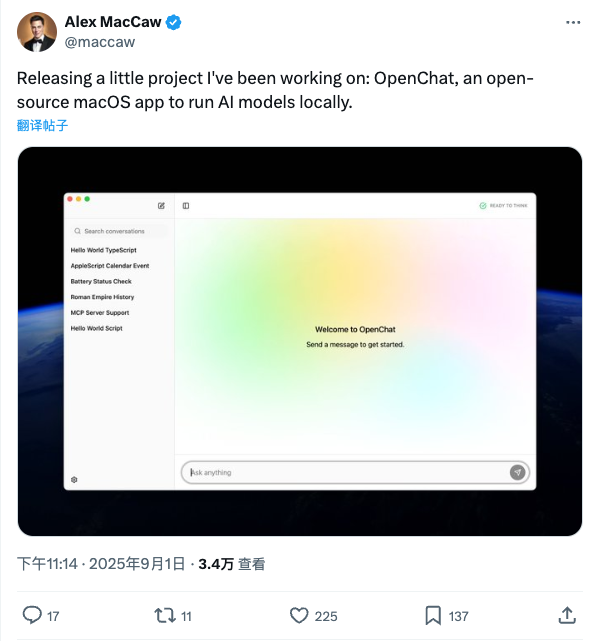 Alex MacCaw
@maccaw
Releasing a little project I've been working on: OpenChat, an open-
source macOS app to run AI models locally.
翻译帖子
READY TO THINK
Search conversations
Hello World TypeScript
AppleScript Calendar Event
Battery Status Check
Roman Empire History
MCP Server Support
Hello World Script
Welcome to OpenChat
Send a message to get started.
Ask anything
下午11:14 · 2025年9月1日 · 3.4万 查看
17 11 225 137